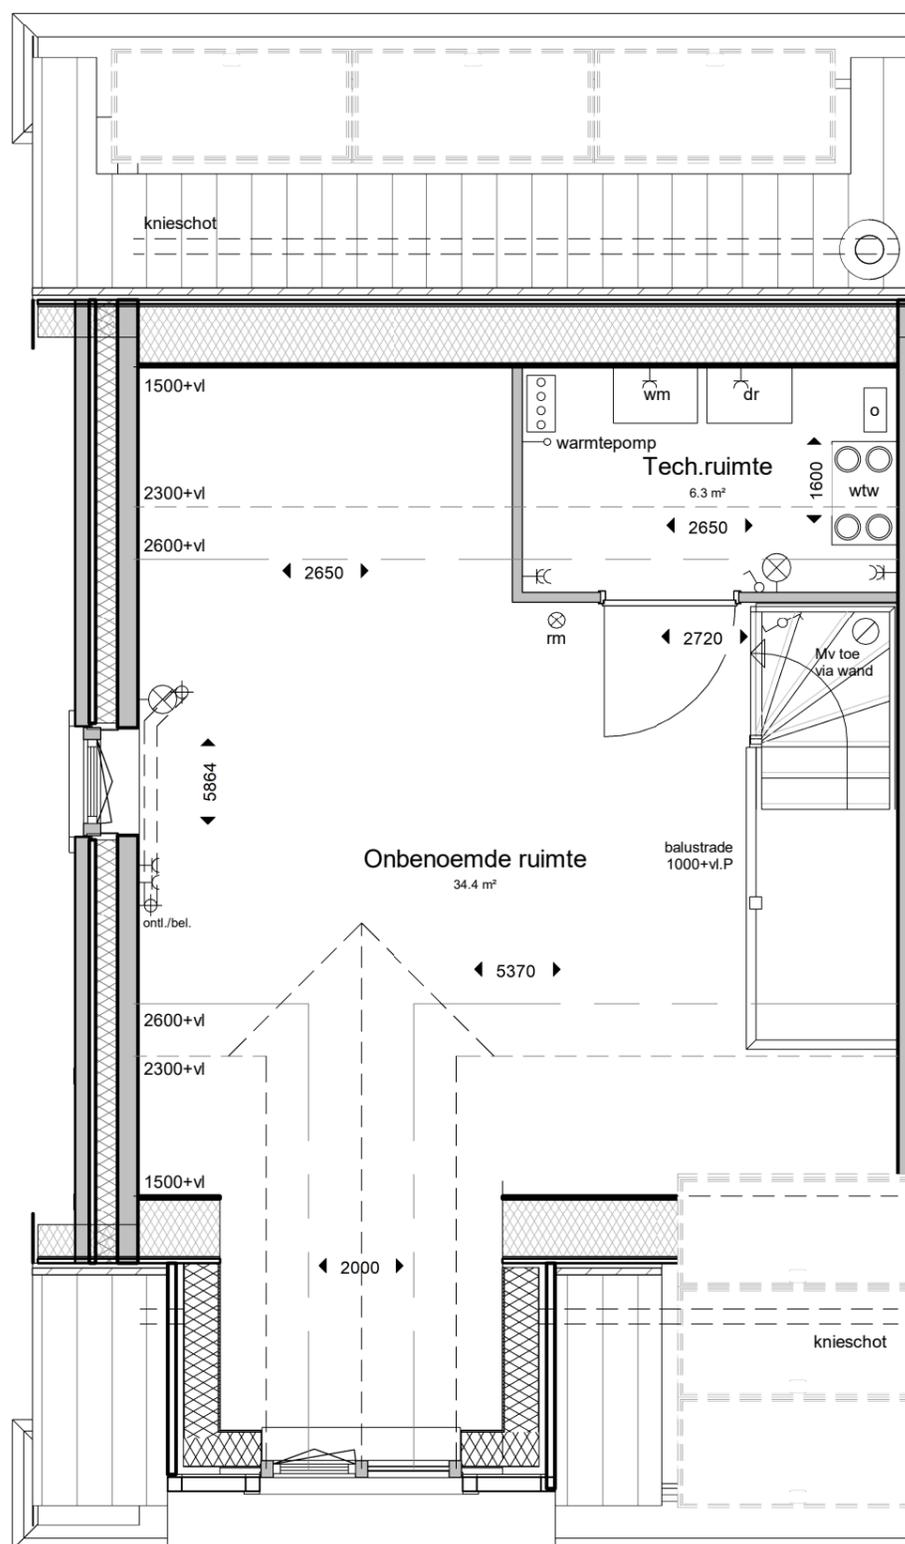 knieschot
1500+vl
wm
dr
o
warmtepomp
Tech.ruimte
6.3 m²
1600
wtw
2300+vl
2650
2600+vl
2650
rm
2720
Mv toe
via wand
5864
balustrade
1000+vl.P
Onbenoemde ruimte
34.4 m²
ontl./bel.
5370
2600+vl
2300+vl
1500+vl
2000
knieschot